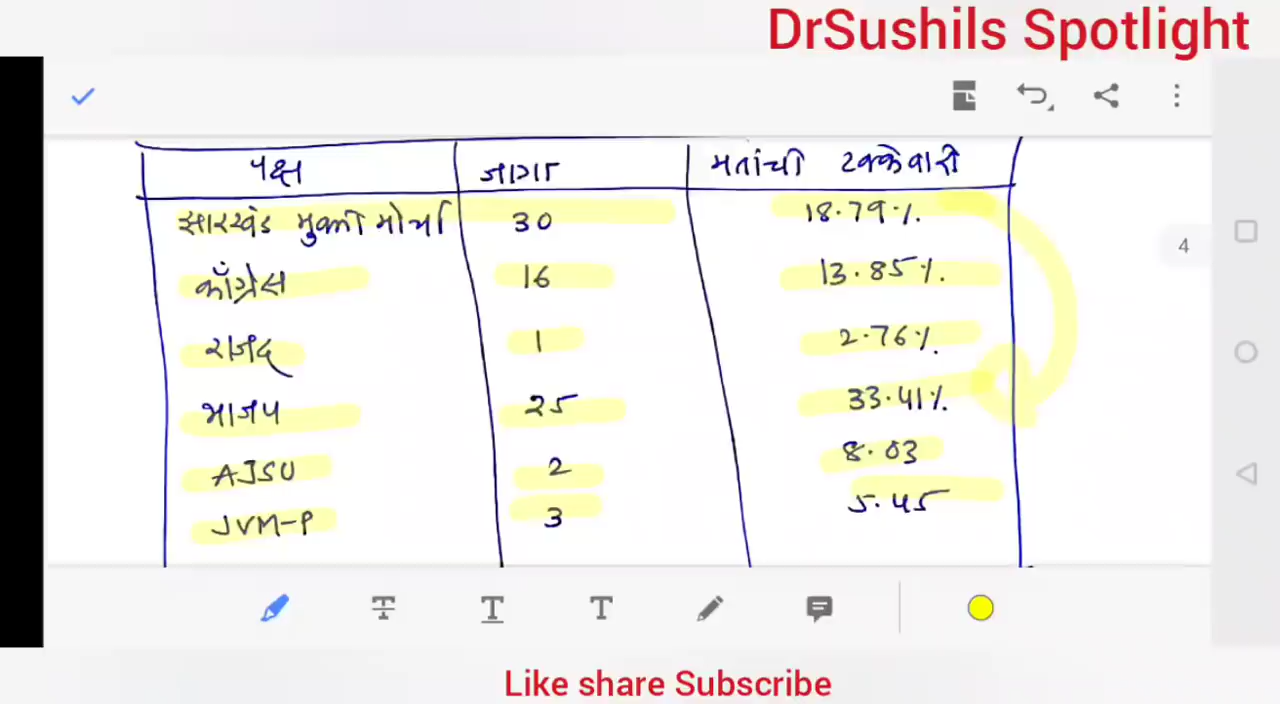 DrSushils Spotlight
पक्ष जागा मतांची टक्केवारी
झारखंड मुक्ती मोर्चा 30 18.79%.
काँग्रेस 16 13.85%.
4
राजद 1 2.76%.
भाजप 25 33.41%.
AJSU 2 8.03
JVM-P 3 5.45
Like share Subscribe